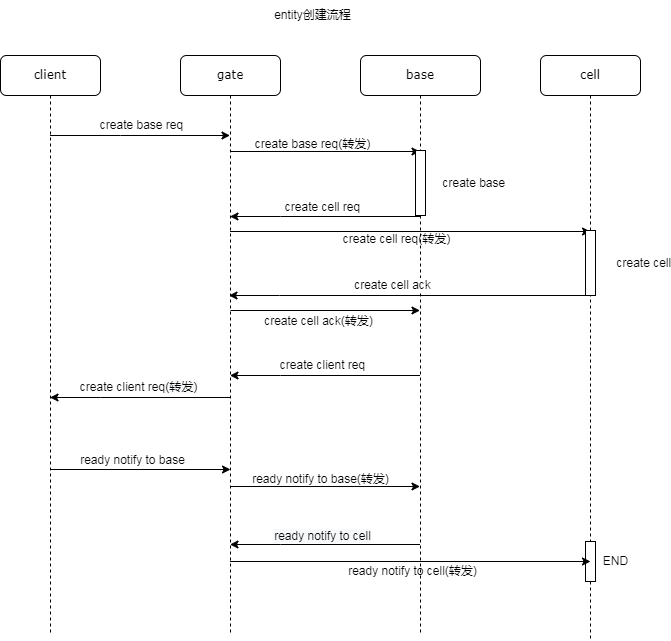 entity创建流程
client
gate
base
cell
create base req
create base req(转发)
create base
create cell req
create cell req(转发)
create cell
create cell ack
create cell ack(转发)
create client req
create client req(转发)
ready notify to base
ready notify to base(转发)
ready notify to cell
END
ready notify to cell(转发)